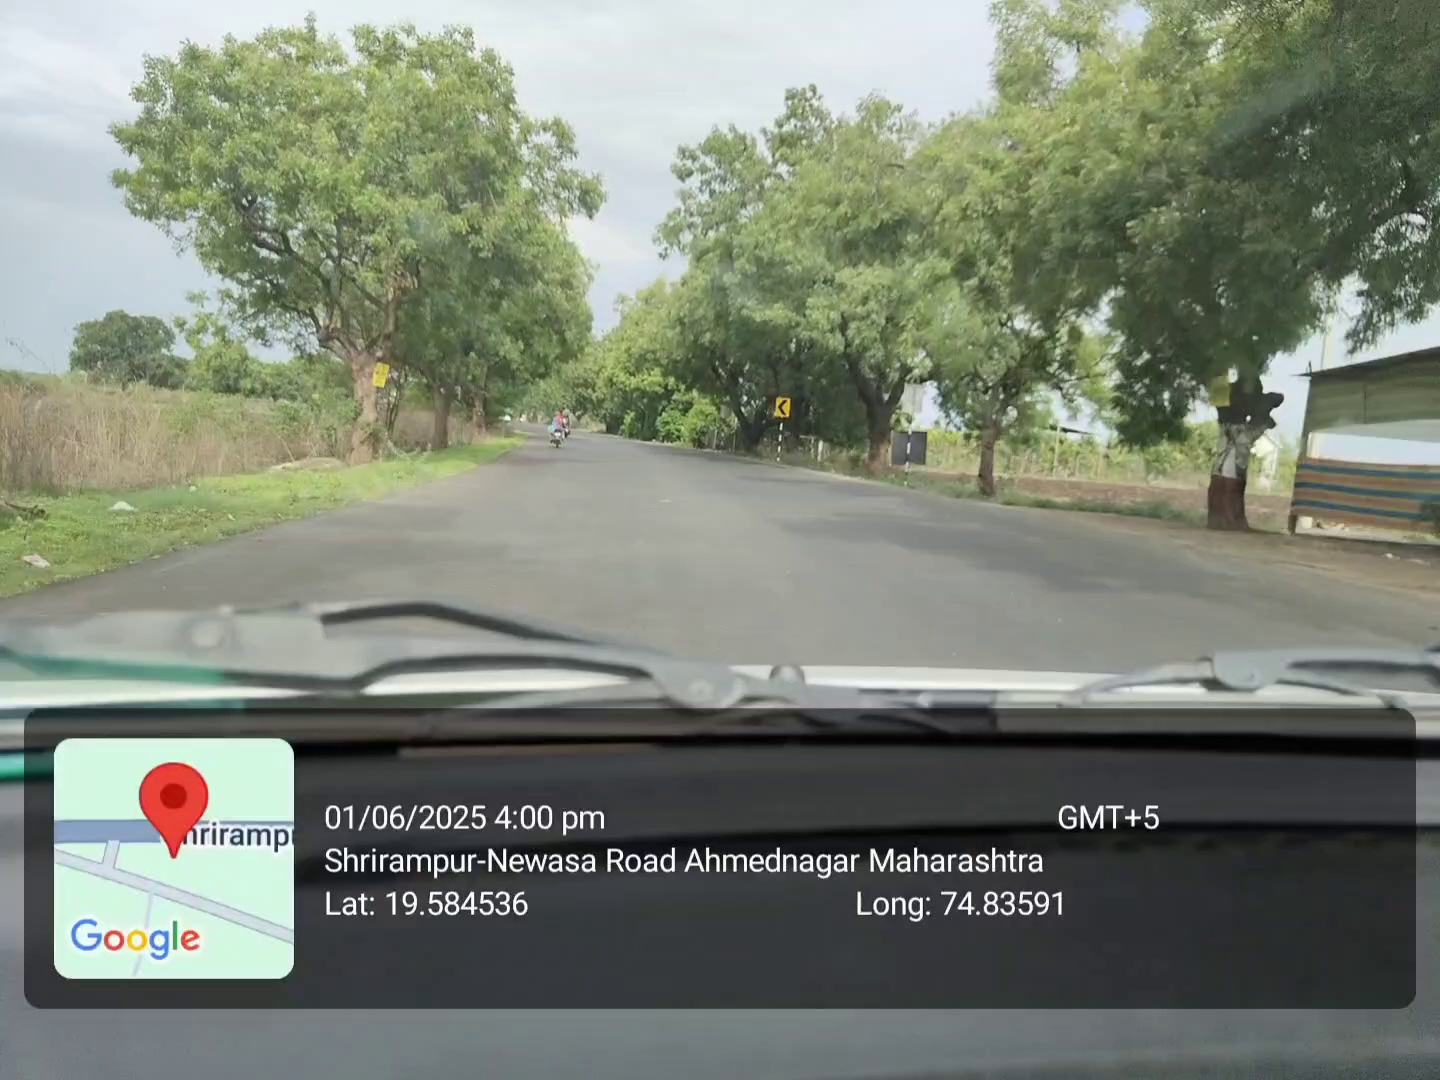 01/06/2025 4:00 pm GMT+5
Shrirampur-Newasa Road Ahmednagar Maharashtra
Lat: 19.584536 Long: 74.83591
Google